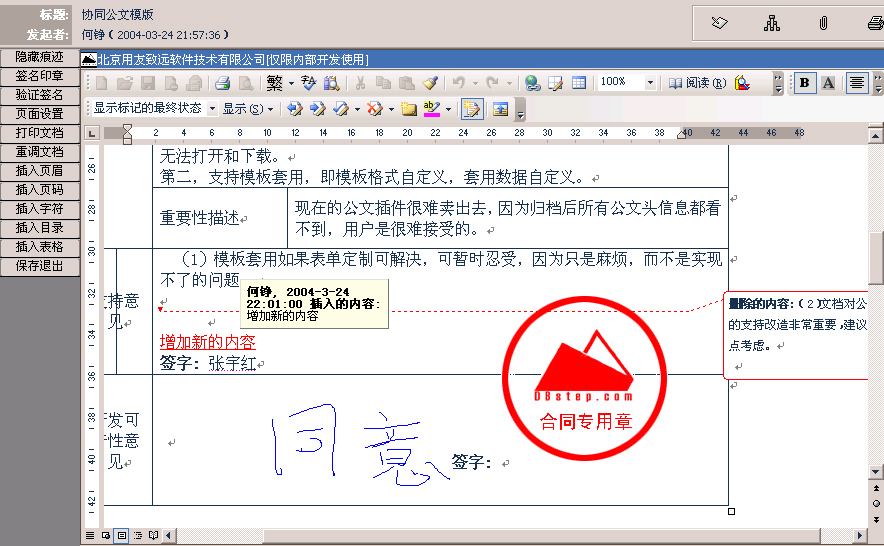 标题: 协同公文模版
发起者: 何铮 ( 2004-03-24 21:57:36 )
隐藏痕迹
签名印章
验证签名
页面设置
打印文档
重调文档
插入页眉
插入页码
插入字符
插入目录
插入表格
保存退出
北京用友致远软件技术有限公司[仅限内部开发使用]
繁
100%
阅读(R)
B
A
显示标记的最终状态
显示(S)
2 2 4 6 8 10 12 14 16 18 20 22 24 26 28 30 32 34 36 38 40 42 44 46 48
26
28
30
32
34
36
38
40
42
无法打开和下载。
第二，支持模板套用，即模板格式自定义，套用数据自定义。
重要性描述
现在的公文插件很难卖出去，因为归档后所有公文头信息都看
不到，用户是很难接受的。
（1）模板套用如果表单定制可解决，可暂时忍受，因为只是麻烦，而不是实现
不了的问题
支持意
见
何铮, 2004-3-24
22:01:00 插入的内容:
增加新的内容
增加新的内容
签字：张宇红
删除的内容:（2）文档对公
的支持改造非常重要,建议
点考虑。
DBstep.com
合同专用章
开发可
行性意
见
同意
签字：